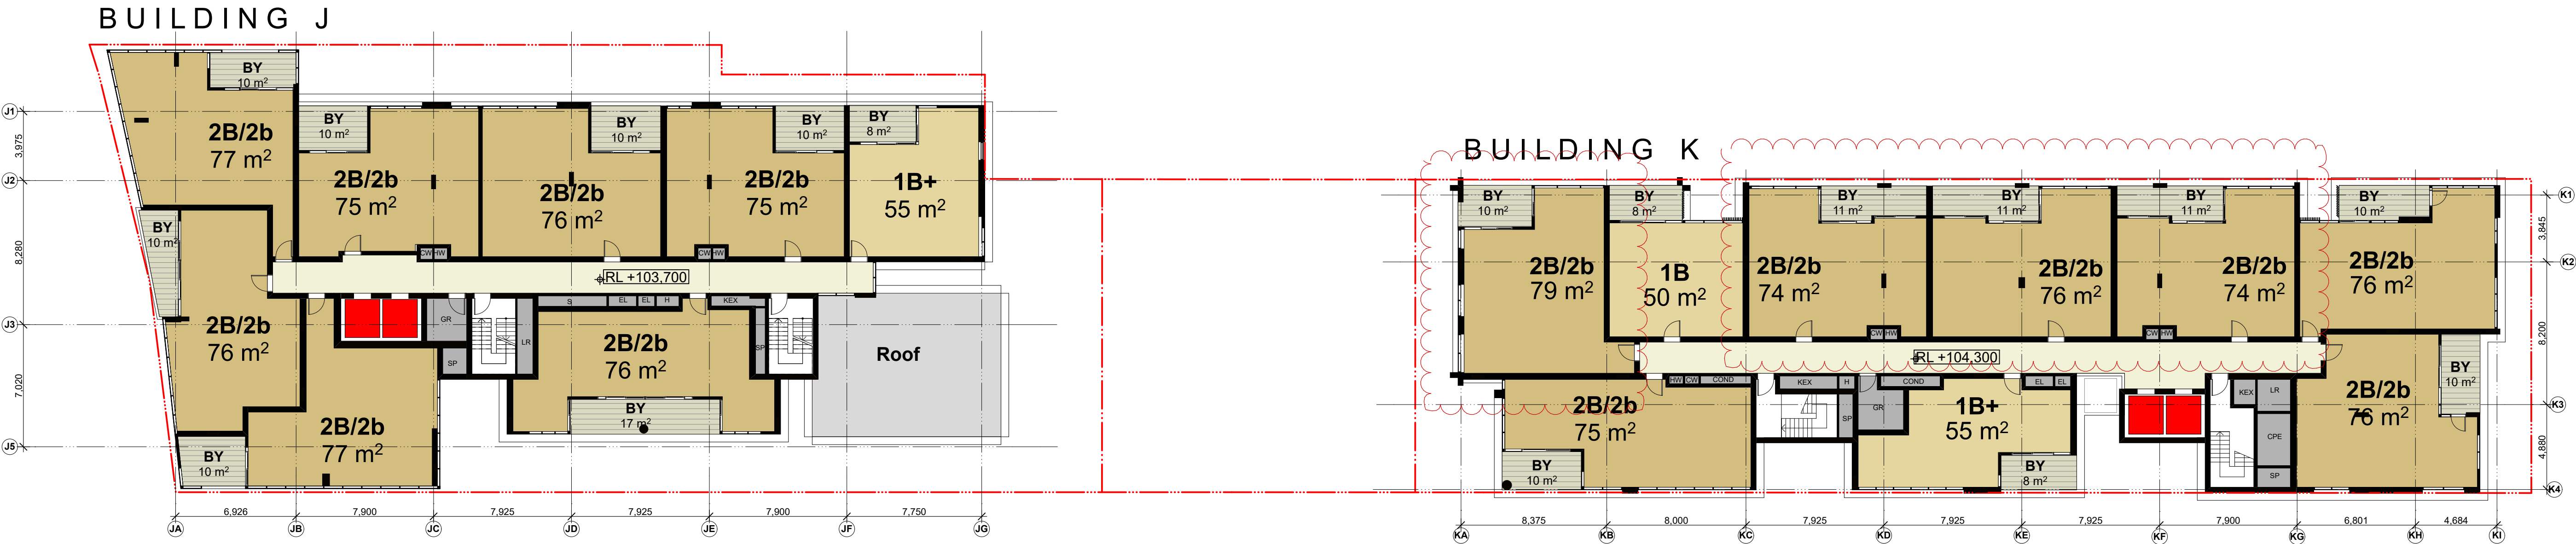 BUILDING J
BY
10 m²
2B/2b
77 m²
BY
10 m²
2B/2b
75 m²
BY
10 m²
2B/2b
76 m²
BY
10 m²
2B/2b
75 m²
BY
8 m²
1B+
55 m²
BY
10 m²
2B/2b
76 m²
CW HW
CW HW
RL +103,700
GR
SP
LR
S
EL
EL
H
KEX
SP
2B/2b
76 m²
BY
17 m²
Roof
2B/2b
77 m²
BY
10 m²
J1
J2
J3
J5
3,975
8,280
7,020
6,926
7,900
7,925
7,925
7,900
7,750
JA
JB
JC
JD
JE
JF
JG
BUILDING K
BY
10 m²
2B/2b
79 m²
BY
8 m²
1B
50 m²
BY
11 m²
2B/2b
74 m²
BY
11 m²
2B/2b
76 m²
BY
11 m²
2B/2b
74 m²
BY
10 m²
2B/2b
76 m²
CW HW
CW HW
RL +104,300
HW CW COND
KEX
H
SP
COND
GR
EL
EL
KEX
LR
CPE
SP
2B/2b
75 m²
BY
10 m²
1B+
55 m²
BY
8 m²
2B/2b
76 m²
BY
10 m²
K1
K2
K3
K4
3,845
8,200
4,880
8,375
8,000
7,925
7,925
7,925
7,900
6,801
4,684
KA
KB
KC
KD
KE
KF
KG
KH
KI